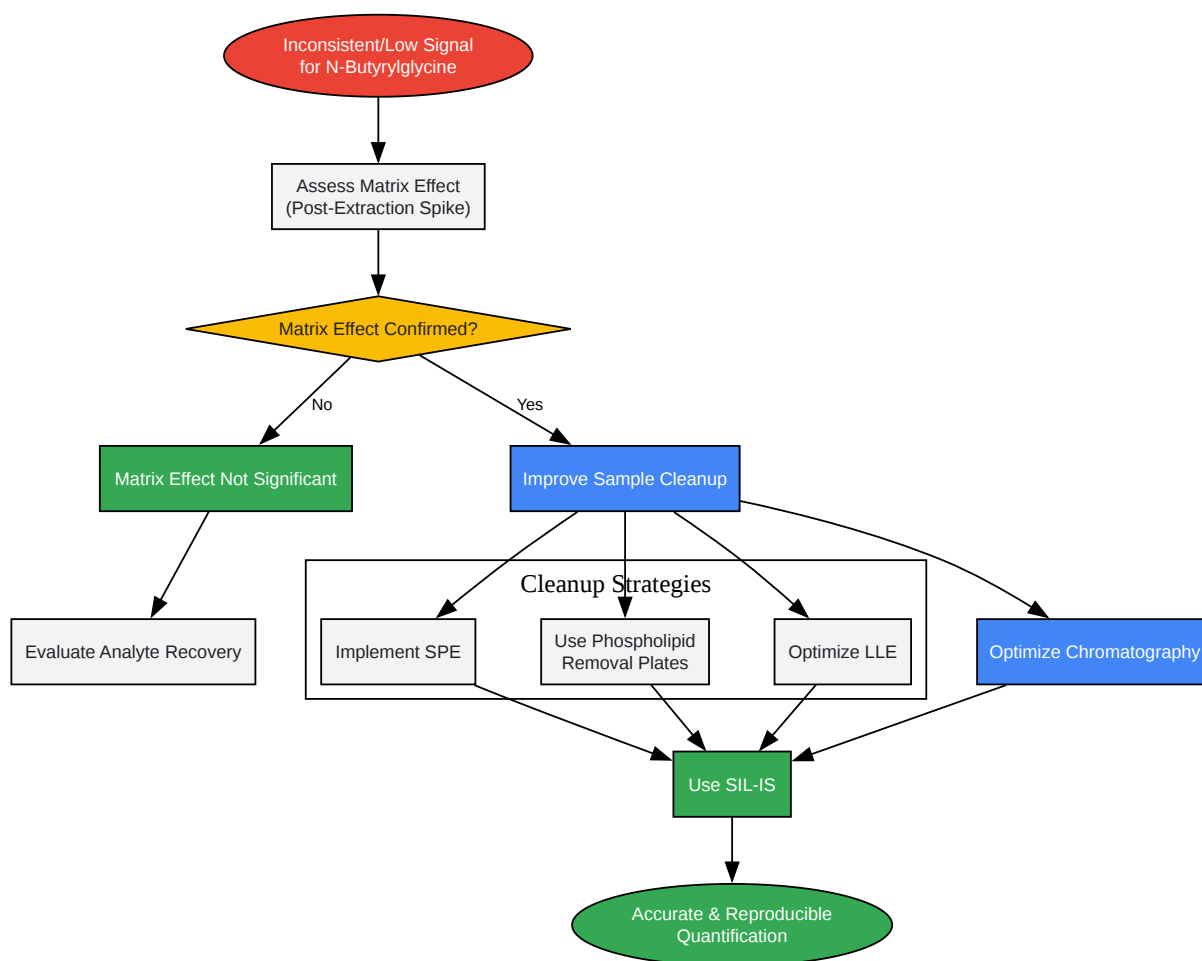 Inconsistent/Low Signal
for N-Butyrylglycine
Assess Matrix Effect
(Post-Extraction Spike)
Matrix Effect Confirmed?
No
Yes
Matrix Effect Not Significant
Improve Sample Cleanup
Cleanup Strategies
Evaluate Analyte Recovery
Implement SPE
Use Phospholipid
Removal Plates
Optimize LLE
Optimize Chromatography
Use SIL-IS
Accurate & Reproducible
Quantification